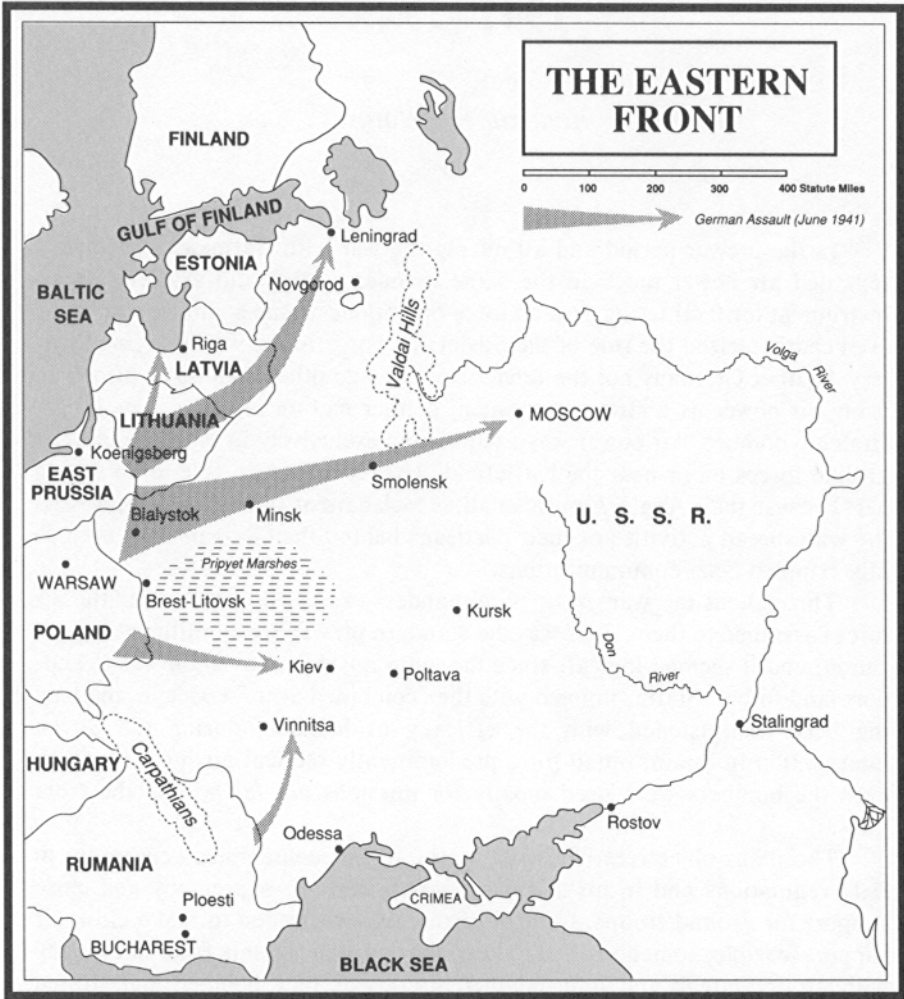 THE EASTERN
FRONT
0 100 200 300 400 Statute Miles
German Assault (June 1941)
FINLAND
GULF OF FINLAND
Leningrad
ESTONIA
Novgorod
BALTIC
SEA
Valdai Hills
Riga
LATVIA
Volga
River
LITHUANIA
MOSCOW
Koenigsberg
EAST
PRUSSIA
Smolensk
Bialystok
Minsk
U. S. S. R.
Pripyet Marshes
WARSAW
Brest-Litovsk
Kursk
POLAND
Don
River
Kiev
Poltava
Stalingrad
Vinnitsa
HUNGARY
Carpathians
Rostov
Odessa
RUMANIA
CRIMEA
Ploesti
BUCHAREST
BLACK SEA